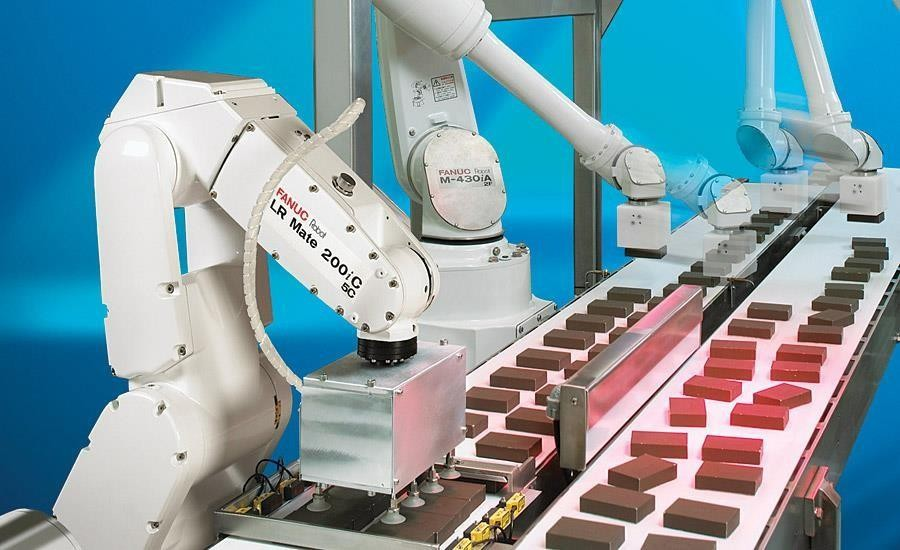 FANUC Robot
LR Mate 200iC
5C
FANUC Robot
M-430iA
2F